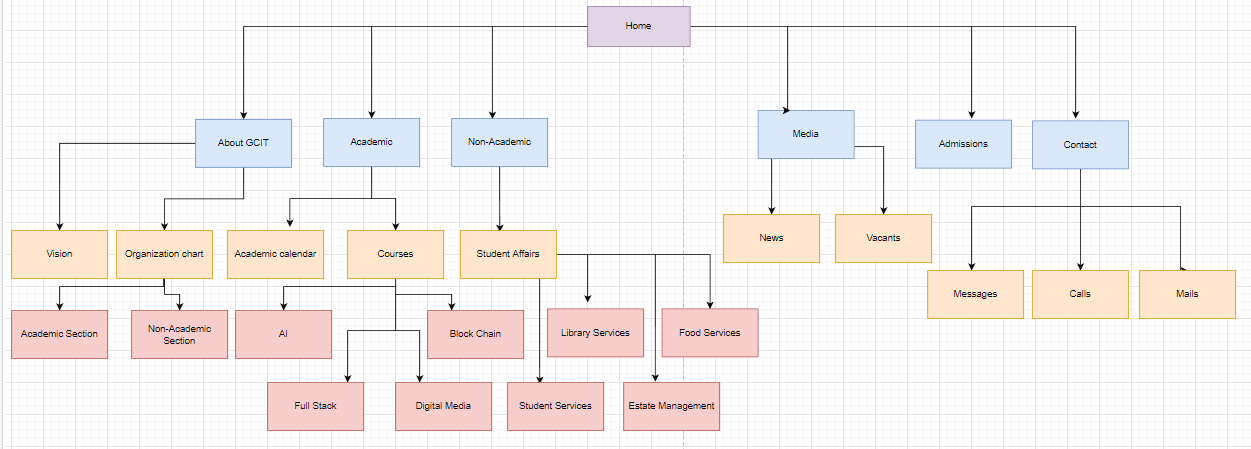 Home
About GCIT
Academic
Non-Academic
Media
Admissions
Contact
Vision
Organization chart
Academic calendar
Courses
Student Affairs
News
Vacants
Messages
Calls
Mails
Academic Section
Non-Academic
Section
AI
Block Chain
Library Services
Food Services
Full Stack
Digital Media
Student Services
Estate Management